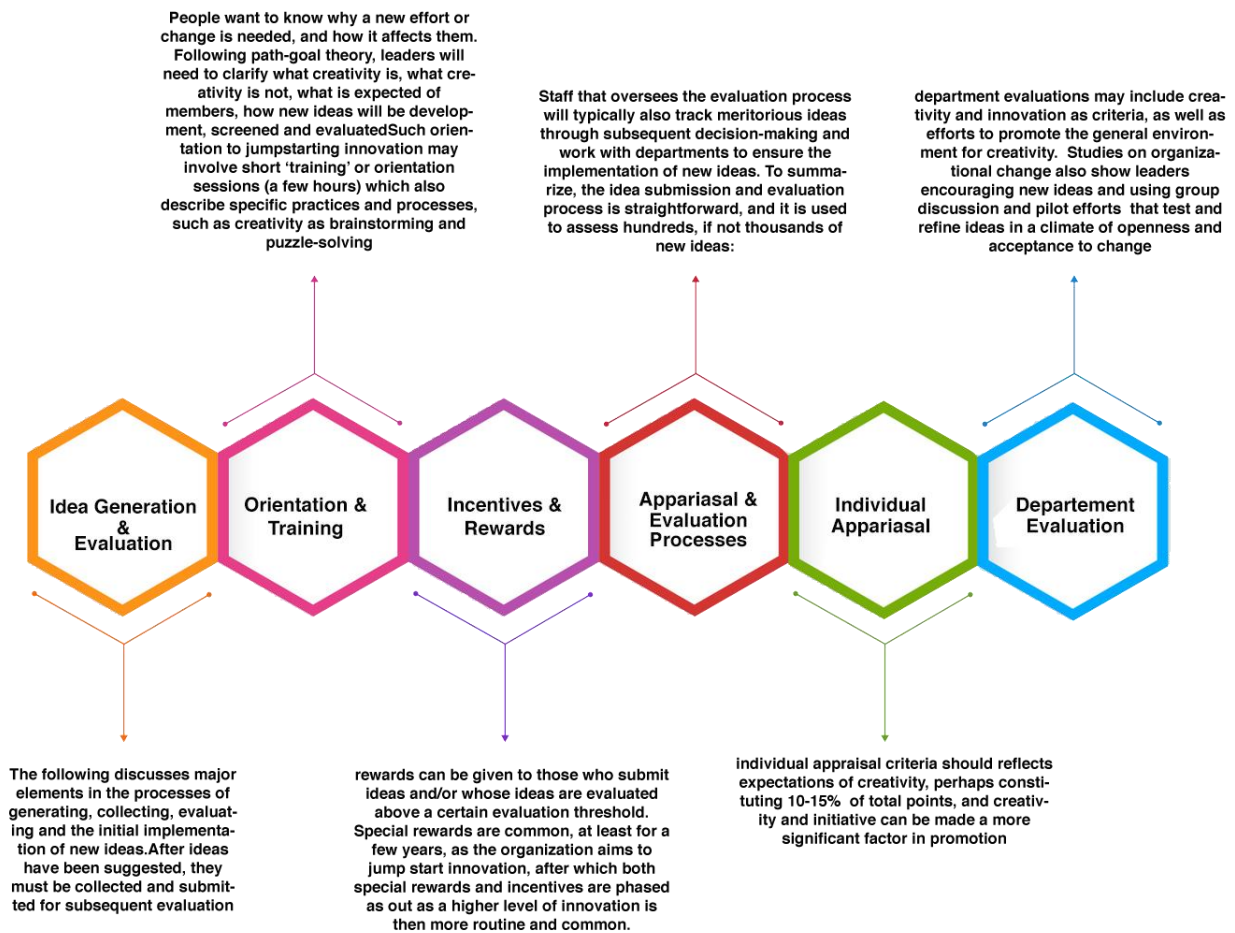 People want to know why a new effort or
change is needed, and how it affects them.
Following path-goal theory, leaders will
need to clarify what creativity is, what cre-
ativity is not, what is expected of
members, how new ideas will be develop-
ment, screened and evaluatedSuch orien-
tation to jumpstarting innovation may
involve short ‘training’ or orientation
sessions (a few hours) which also
describe specific practices and processes,
such as creativity as brainstorming and
puzzle-solving
Staff that oversees the evaluation process
will typically also track meritorious ideas
through subsequent decision-making and
work with departments to ensure the
implementation of new ideas. To summa-
rize, the idea submission and evaluation
process is straightforward, and it is used
to assess hundreds, if not thousands of
new ideas:
department evaluations may include crea-
tivity and innovation as criteria, as well as
efforts to promote the general environ-
ment for creativity. Studies on organiza-
tional change also show leaders
encouraging new ideas and using group
discussion and pilot efforts that test and
refine ideas in a climate of openness and
acceptance to change
Idea Generation
&
Evaluation
Orientation &
Training
Incentives &
Rewards
Appariasal &
Evaluation
Processes
Individual
Appariasal
Departement
Evaluation
The following discusses major
elements in the processes of
generating, collecting, evaluat-
ing and the initial implementa-
tion of new ideas.After ideas
have been suggested, they
must be collected and submit-
ted for subsequent evaluation
rewards can be given to those who submit
ideas and/or whose ideas are evaluated
above a certain evaluation threshold.
Special rewards are common, at least for a
few years, as the organization aims to
jump start innovation, after which both
special rewards and incentives are phased
as out as a higher level of innovation is
then more routine and common.
individual appraisal criteria should reflects
expectations of creativity, perhaps consti-
tuting 10-15% of total points, and creativ-
ity and initiative can be made a more
significant factor in promotion